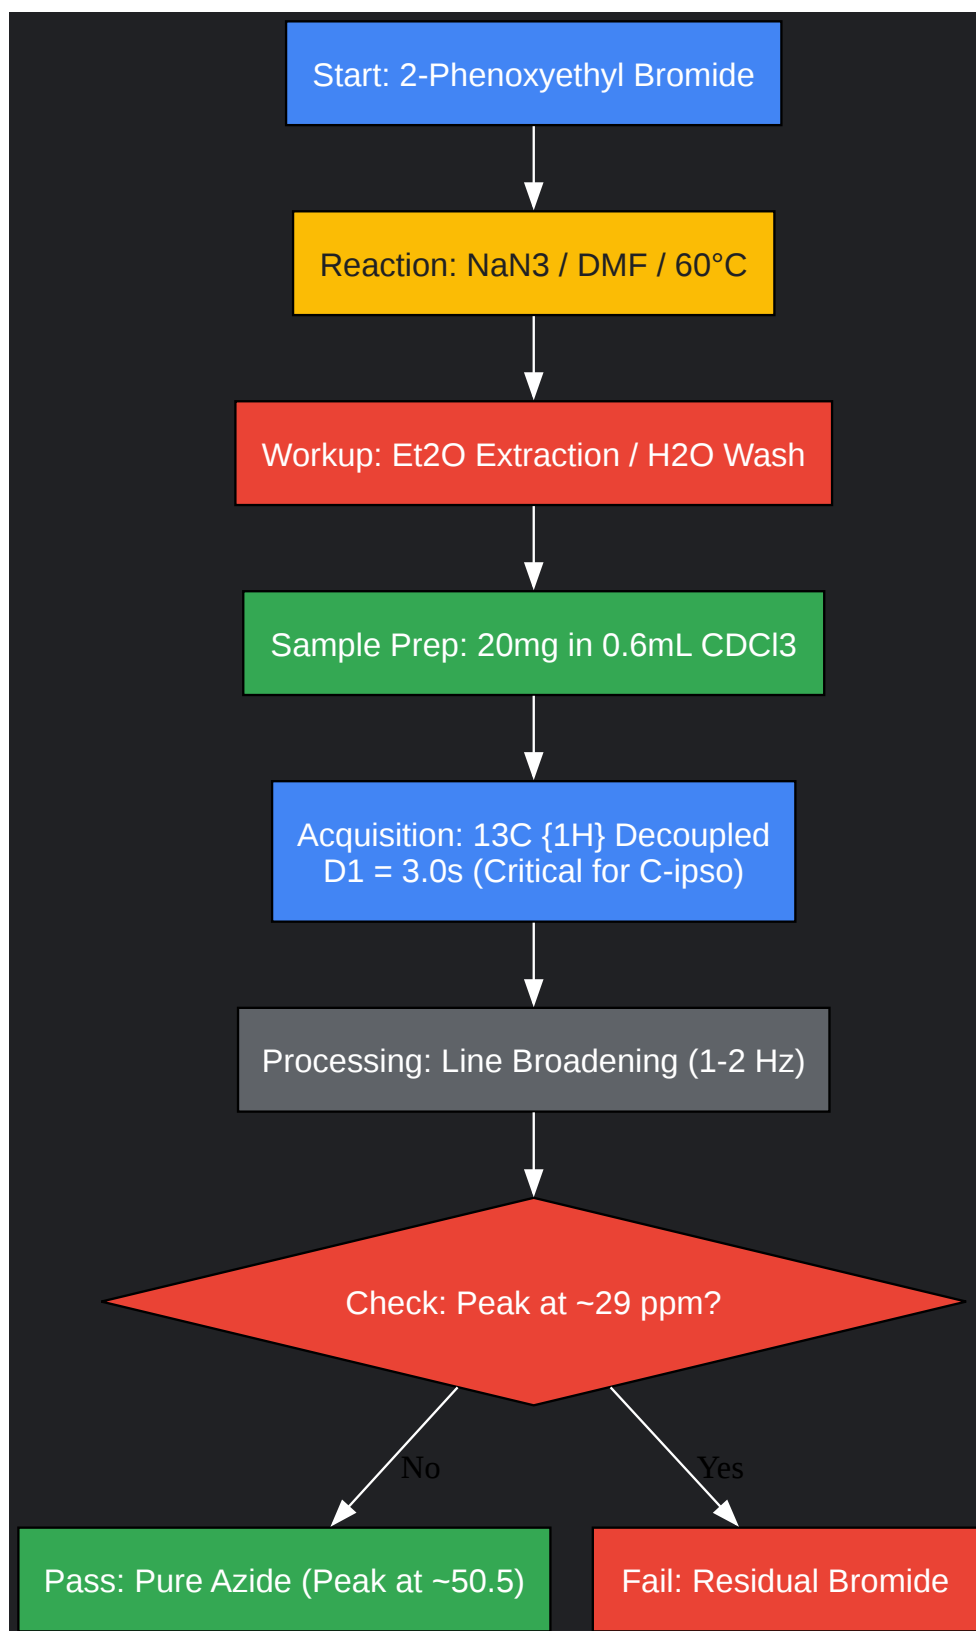 Start: 2-Phenoxyethyl Bromide
Reaction: NaN3 / DMF / 60°C
Workup: Et2O Extraction / H2O Wash
Sample Prep: 20mg in 0.6mL CDCl3
Acquisition: 13C {1H} Decoupled
D1 = 3.0s (Critical for C-ipso)
Processing: Line Broadening (1-2 Hz)
Check: Peak at ~29 ppm?
No
Yes
Pass: Pure Azide (Peak at ~50.5)
Fail: Residual Bromide